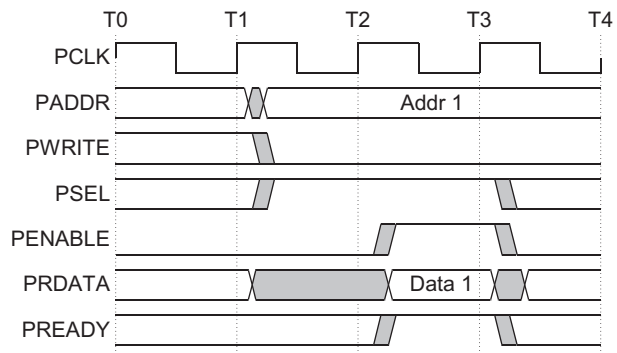 T0 T1 T2 T3 T4
PCLK
PADDR Addr 1
PWRITE
PSEL
PENABLE
PRDATA Data 1
PREADY